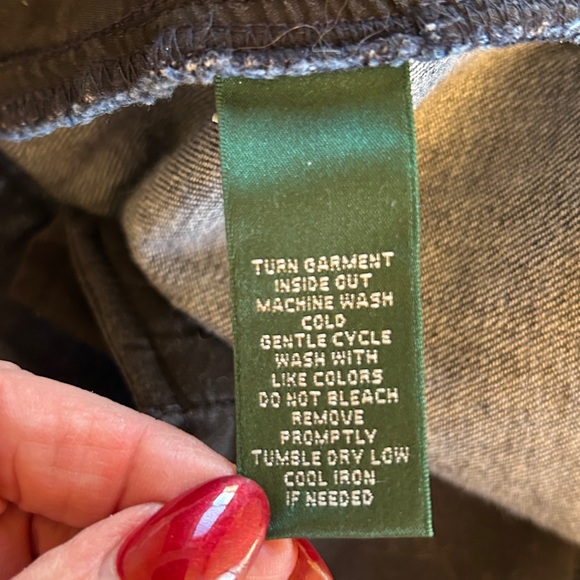 TURN GARMENT
INSIDE OUT
MACHINE WASH
COLD
GENTLE CYCLE
WASH WITH
LIKE COLORS
DO NOT BLEACH
REMOVE
PROMPTLY
TUMBLE DRY LOW
COOL IRON
IF NEEDED